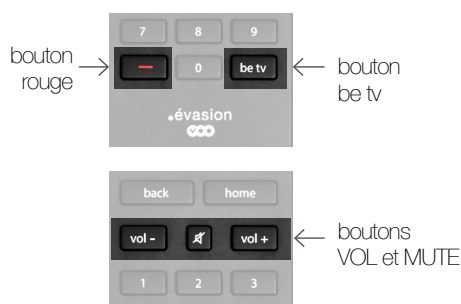 7 8 9
bouton
rouge
0 be tv
bouton
be tv
.évasion
VOO
back home
vol - vol +
boutons
VOL et MUTE
1 2 3